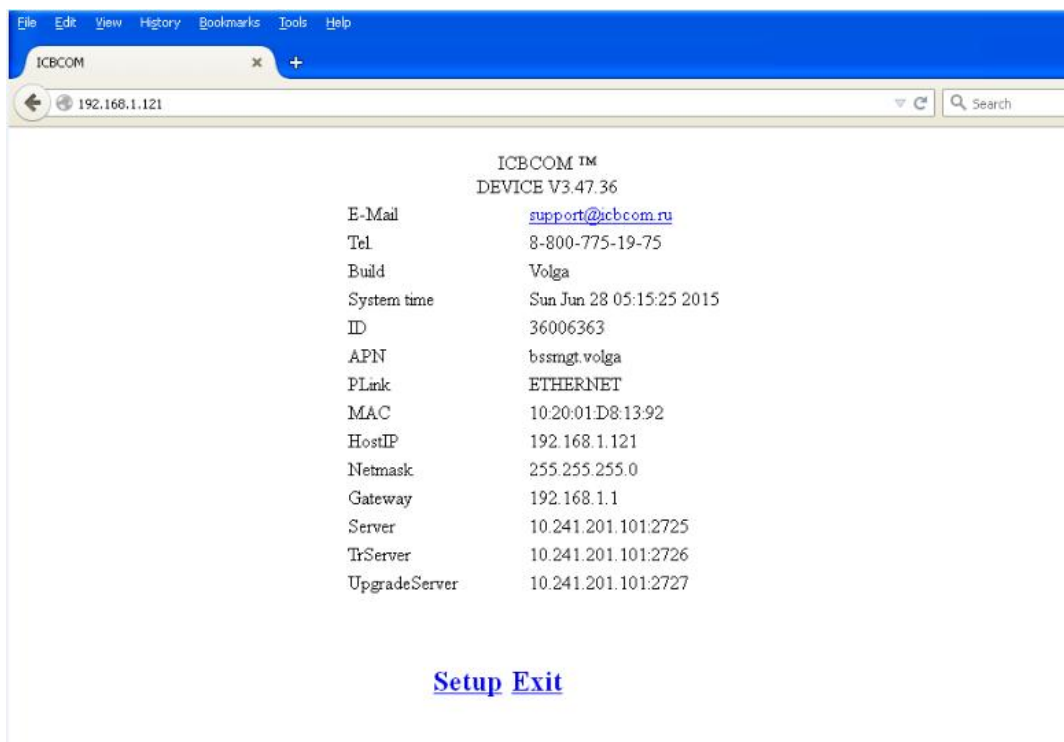 File Edit View History Bookmarks Tools Help
ICBCOM
192.168.1.121 Search
ICBCOM ™
DEVICE V3.47.36
E-Mail support@icbcom.ru
Tel. 8-800-775-19-75
Build Volga
System time Sun Jun 28 05:15:25 2015
ID 36006363
APN bssmgt.volga
PLink ETHERNET
MAC 10:20:01:D8:13:92
HostIP 192.168.1.121
Netmask 255.255.255.0
Gateway 192.168.1.1
Server 10.241.201.101:2725
TrServer 10.241.201.101:2726
UpgradeServer 10.241.201.101:2727
Setup Exit